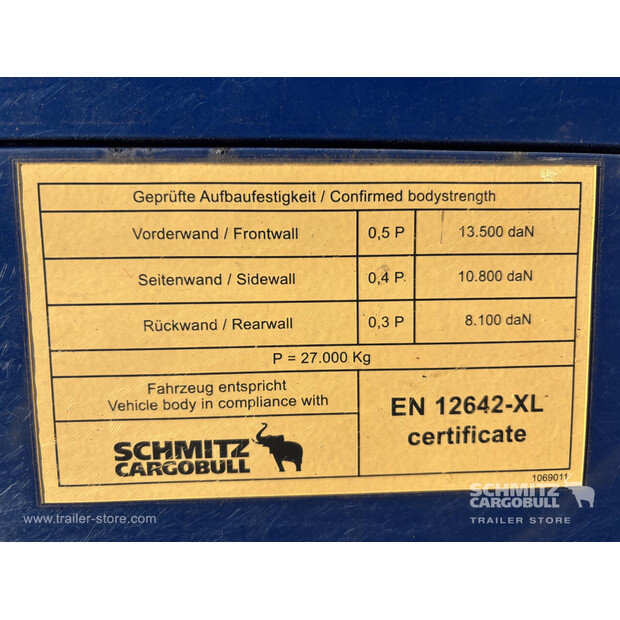 Geprüfte Aufbaufestigkeit / Confirmed bodystrength
Vorderwand / Frontwall 0,5 P 13.500 daN
Seitenwand / Sidewall 0,4 P 10.800 daN
Rückwand / Rearwall 0,3 P 8.100 daN
P = 27.000 Kg
Fahrzeug entspricht
Vehicle body in compliance with
EN 12642-XL
certificate
SCHMITZ
CARGOBULL
1069011
SCHMITZ
CARGOBULL
TRAILER STORE
www.trailer-store.com